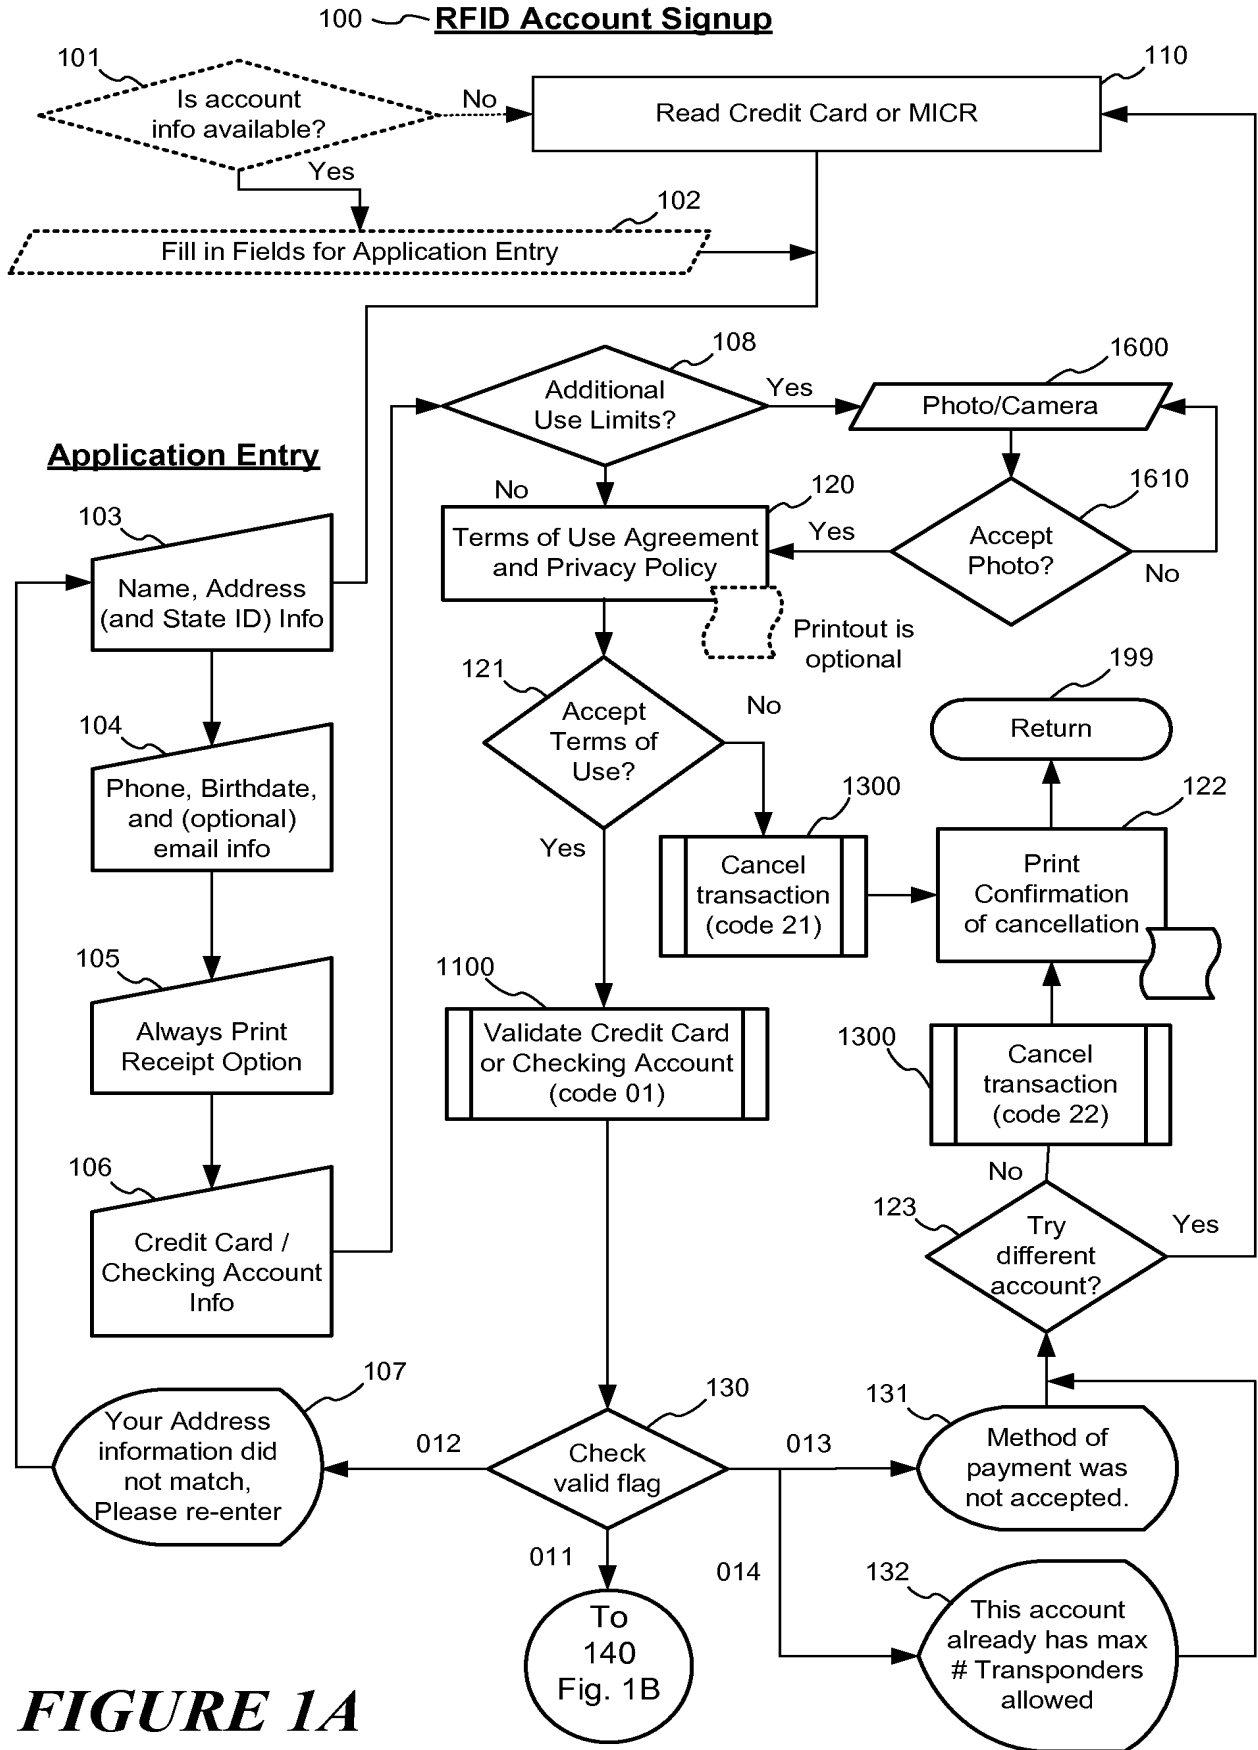 100 RFID Account Signup
101
Is account
info available?
No
Yes
110
Read Credit Card or MICR
102
Fill in Fields for Application Entry
108
Additional
Use Limits?
Yes
No
1600
Photo/Camera
1610
Accept
Photo?
Yes
No
120
Terms of Use Agreement
and Privacy Policy
Printout is
optional
Application Entry
103
Name, Address
(and State ID) Info
104
Phone, Birthdate,
and (optional)
email info
105
Always Print
Receipt Option
106
Credit Card /
Checking Account
Info
121
Accept
Terms of
Use?
No
Yes
1300
Cancel
transaction
(code 21)
199
Return
122
Print
Confirmation
of cancellation
1100
Validate Credit Card
or Checking Account
(code 01)
1300
Cancel
transaction
(code 22)
No
123
Try
different
account?
Yes
107
Your Address
information did
not match,
Please re-enter
012
130
Check
valid flag
013
131
Method of
payment was
not accepted.
011
014
132
This account
already has max
# Transponders
allowed
To
140
Fig. 1B
FIGURE 1A